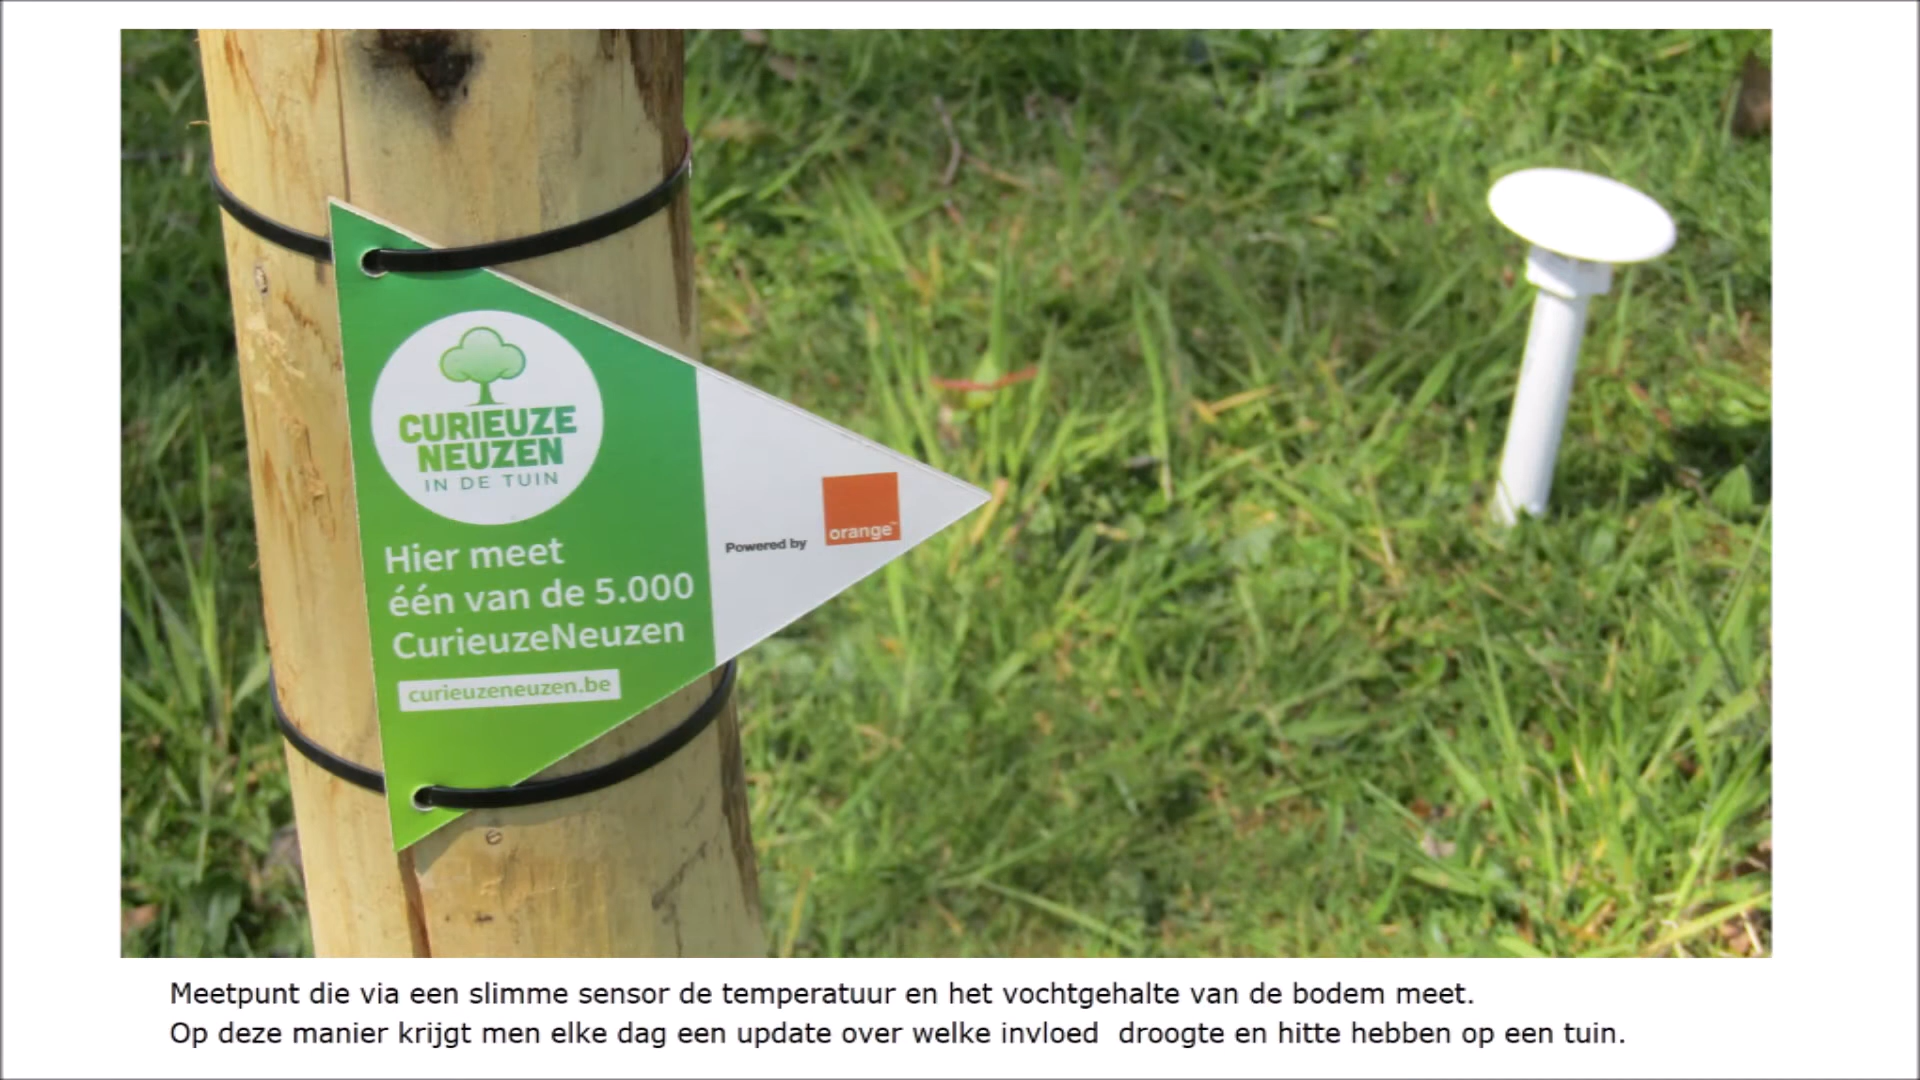 CURIEUZE
NEUZEN
IN DE TUIN
Hier meet
één van de 5.000
CurieuzeNeuzen
curieuzeneuzen.be
Powered by
orange™
Meetpunt die via een slimme sensor de temperatuur en het vochtgehalte van de bodem meet.
Op deze manier krijgt men elke dag een update over welke invloed  droogte en hitte hebben op een tuin.